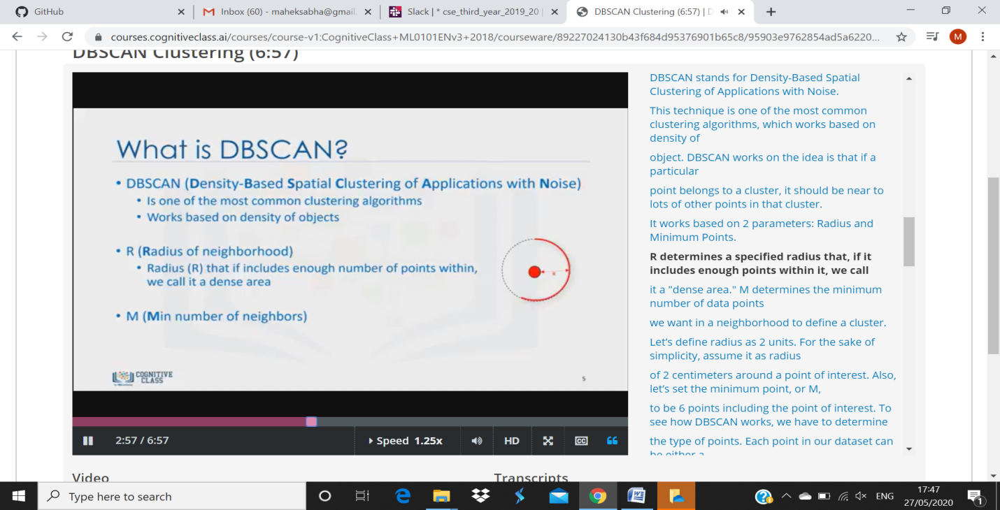 GitHub
Inbox (60) - maheksabha@gmail.
Slack | * cse_third_year_2019_20 |
DBSCAN Clustering (6:57) | D
courses.cognitiveclass.ai/courses/course-v1:CognitiveClass+ML0101ENv3+2018/courseware/89227024130b43f684d95376901b65c8/95903e9762854ad5a6220...
M
DBSCAN Clustering (6:57)
What is DBSCAN?
• DBSCAN (Density-Based Spatial Clustering of Applications with Noise)
• Is one of the most common clustering algorithms
• Works based on density of objects
• R (Radius of neighborhood)
• Radius (R) that if includes enough number of points within,
we call it a dense area
• M (Min number of neighbors)
COGNITIVE
CLASS
5
2:57 / 6:57
Speed 1.25x
HD
CC
DBSCAN stands for Density-Based Spatial
Clustering of Applications with Noise.
This technique is one of the most common
clustering algorithms, which works based on
density of
object. DBSCAN works on the idea is that if a
particular
point belongs to a cluster, it should be near to
lots of other points in that cluster.
It works based on 2 parameters: Radius and
Minimum Points.
R determines a specified radius that, if it
includes enough points within it, we call
it a "dense area." M determines the minimum
number of data points
we want in a neighborhood to define a cluster.
Let's define radius as 2 units. For the sake of
simplicity, assume it as radius
of 2 centimeters around a point of interest. Also,
let's set the minimum point, or M,
to be 6 points including the point of interest. To
see how DBSCAN works, we have to determine
the type of points. Each point in our dataset can
be either a
Video
Transcripts
Type here to search
ENG
17:47
27/05/2020
1